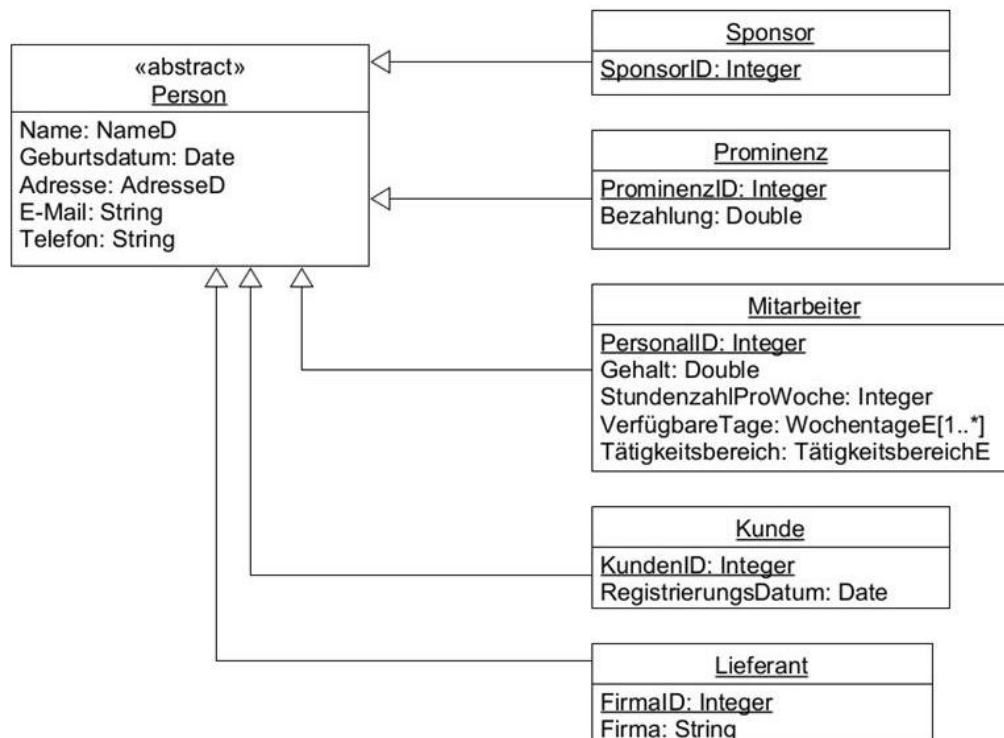 «abstract»
Person
Name: NameD
Geburtsdatum: Date
Adresse: AdresseD
E-Mail: String
Telefon: String
Sponsor
SponsorID: Integer
Prominenz
ProminenzID: Integer
Bezahlung: Double
Mitarbeiter
PersonalID: Integer
Gehalt: Double
StundenzahlProWoche: Integer
VerfügbareTage: WochentageE[1..*]
Tätigkeitsbereich: TätigkeitsbereichE
Kunde
KundenID: Integer
RegistrierungsDatum: Date
Lieferant
FirmaID: Integer
Firma: String